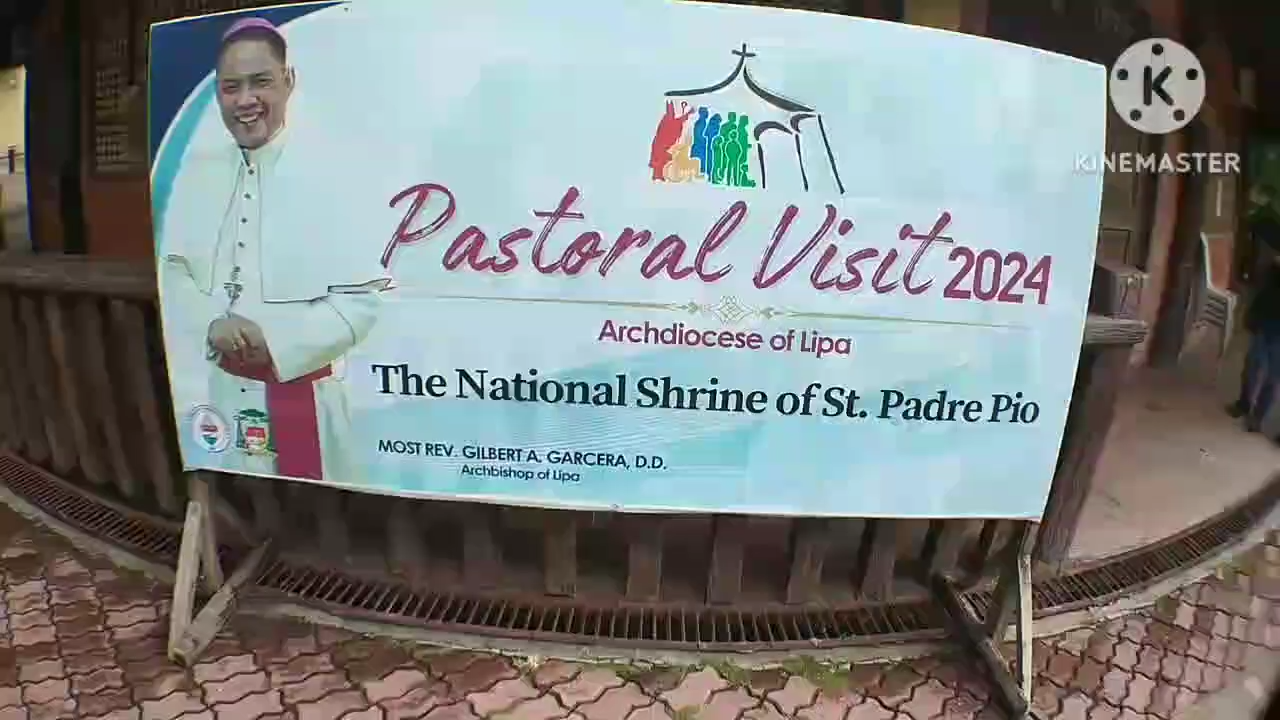 K
KINEMASTER
Pastoral Visit 2024
Archdiocese of Lipa
The National Shrine of St. Padre Pio
MOST REV. GILBERT A. GARCERA, D.D.
Archbishop of Lipa